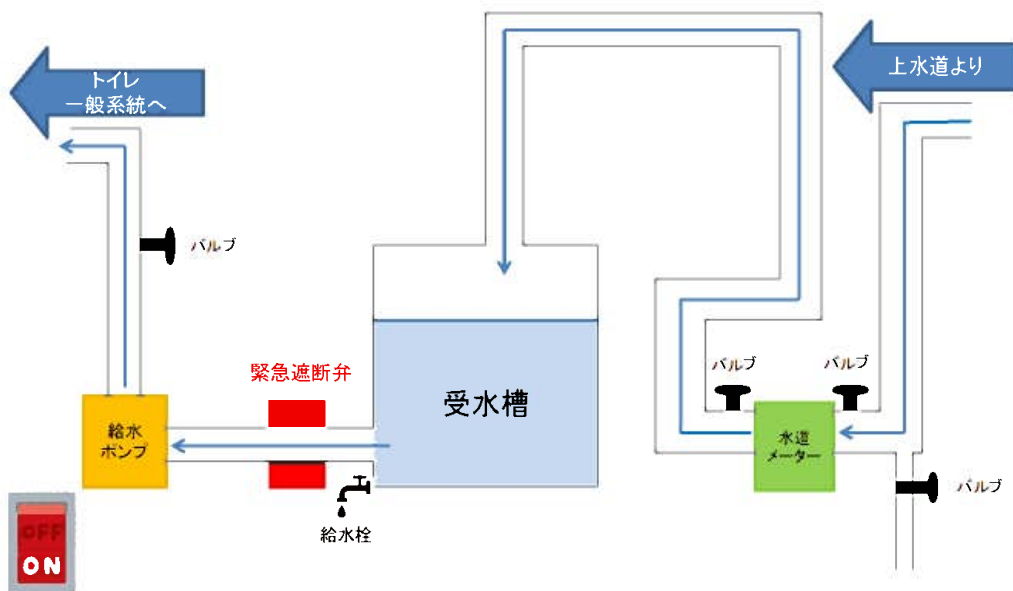 トイレ
一般系統へ
上水道より
バルブ
緊急遮断弁
バルブ
バルブ
受水槽
給水
ポンプ
水道
メーター
バルブ
給水栓
OFF
ON